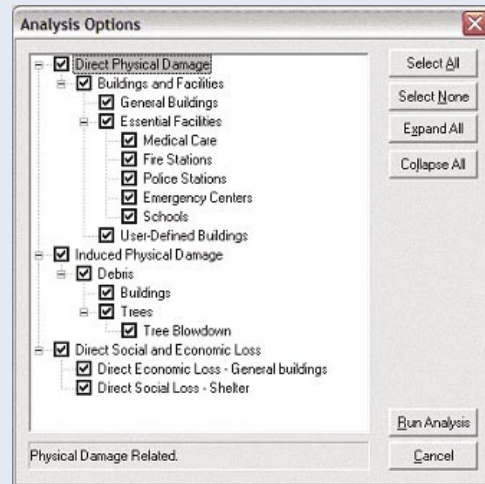 Analysis Options
Direct Physical Damage
Buildings and Facilities
General Buildings
Essential Facilities
Medical Care
Fire Stations
Police Stations
Emergency Centers
Schools
User-Defined Buildings
Induced Physical Damage
Debris
Buildings
Trees
Tree Blowdown
Direct Social and Economic Loss
Direct Economic Loss - General buildings
Direct Social Loss - Shelter
Physical Damage Related.
Select All
Select None
Expand All
Collapse All
Run Analysis
Cancel